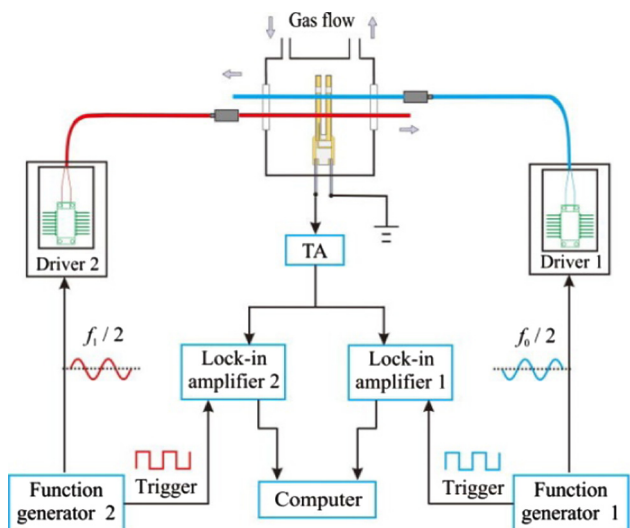 Gas flow
Driver 2
Driver 1
TA
f₁ / 2
f₀ / 2
Lock-in
amplifier 2
Lock-in
amplifier 1
Trigger
Trigger
Function
generator 2
Computer
Function
generator 1